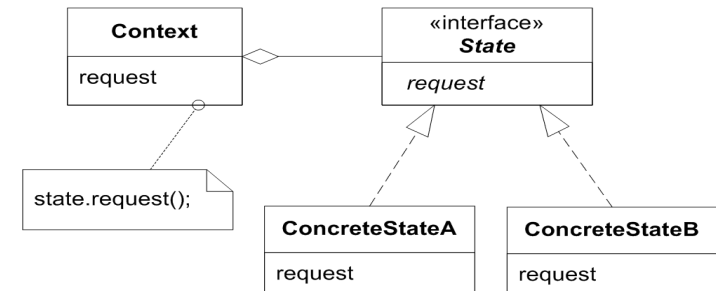 Context
request
«interface»
State
request
state.request();
ConcreteStateA
request
ConcreteStateB
request